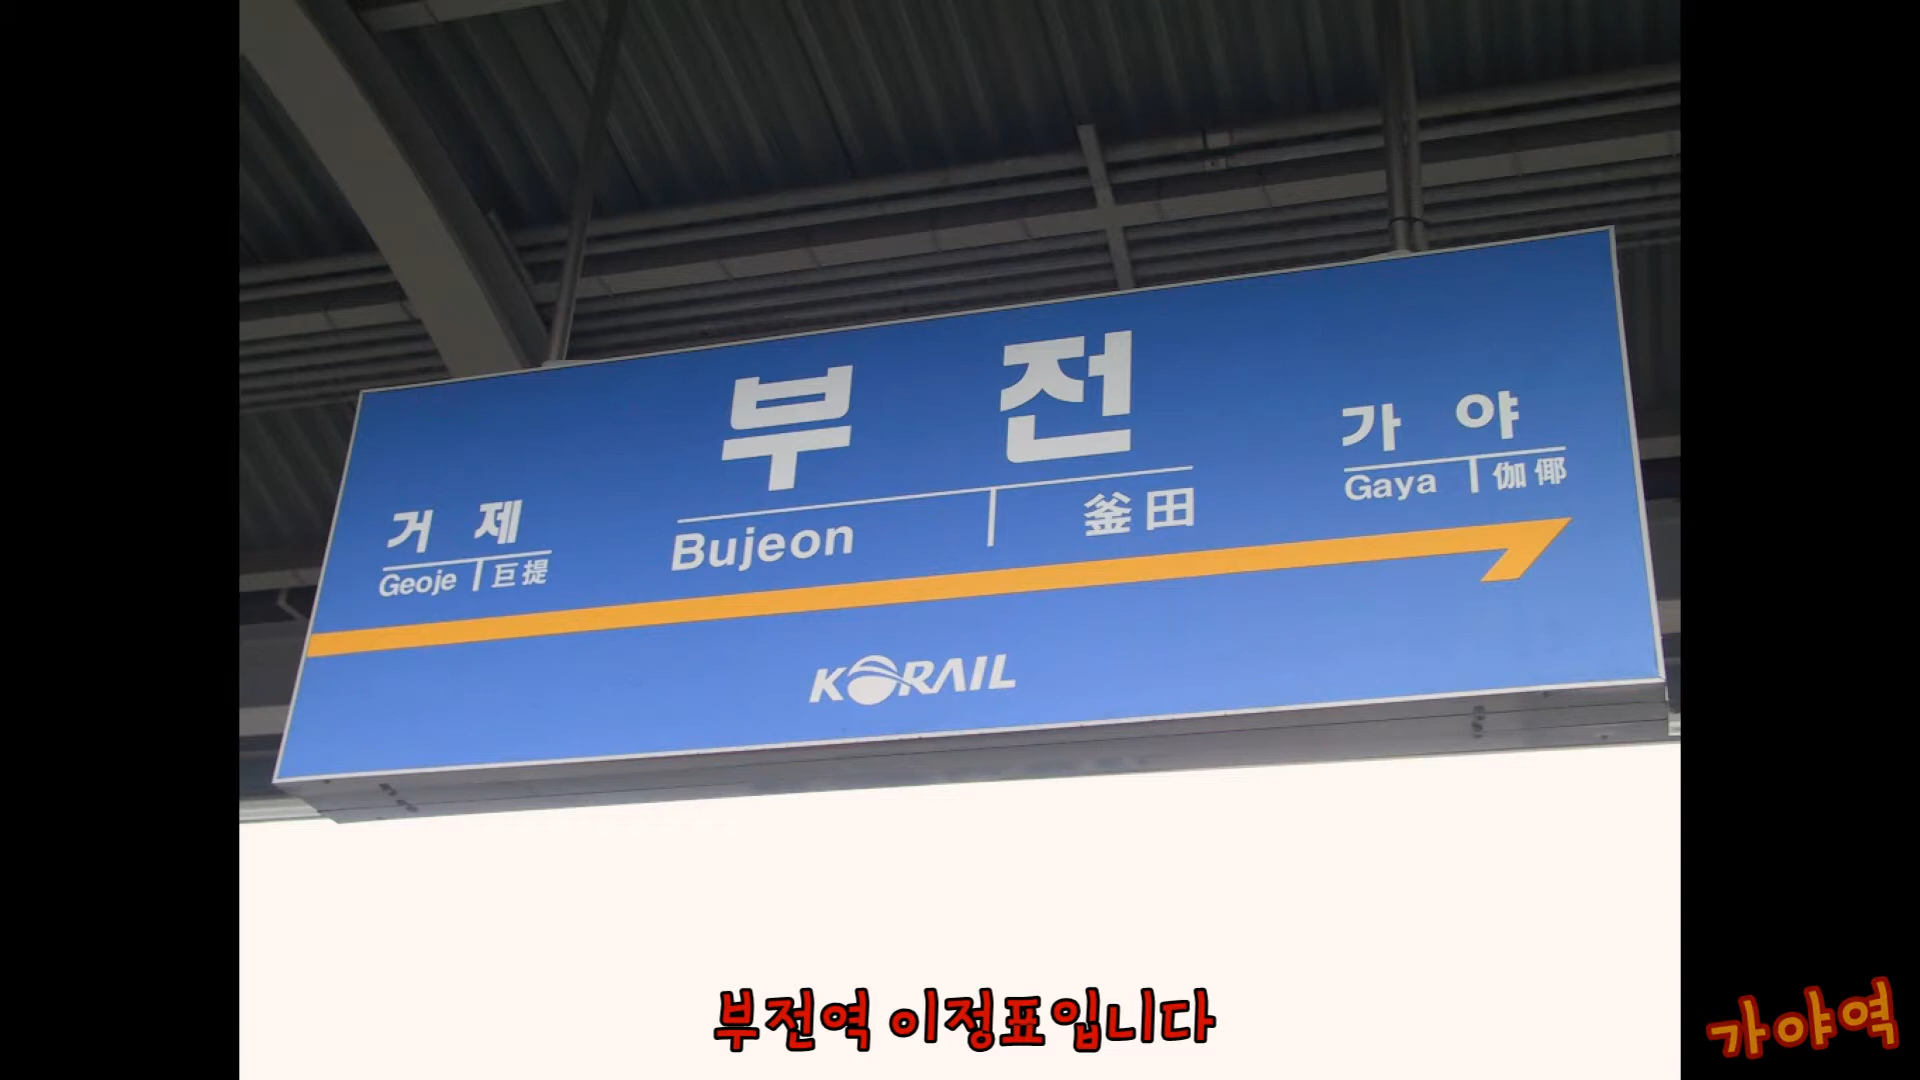 부 전
Bujeon 釜田
거 제
Geoje 巨提
가 야
Gaya 伽倻
KORAIL
부전역 이정표입니다
가야역